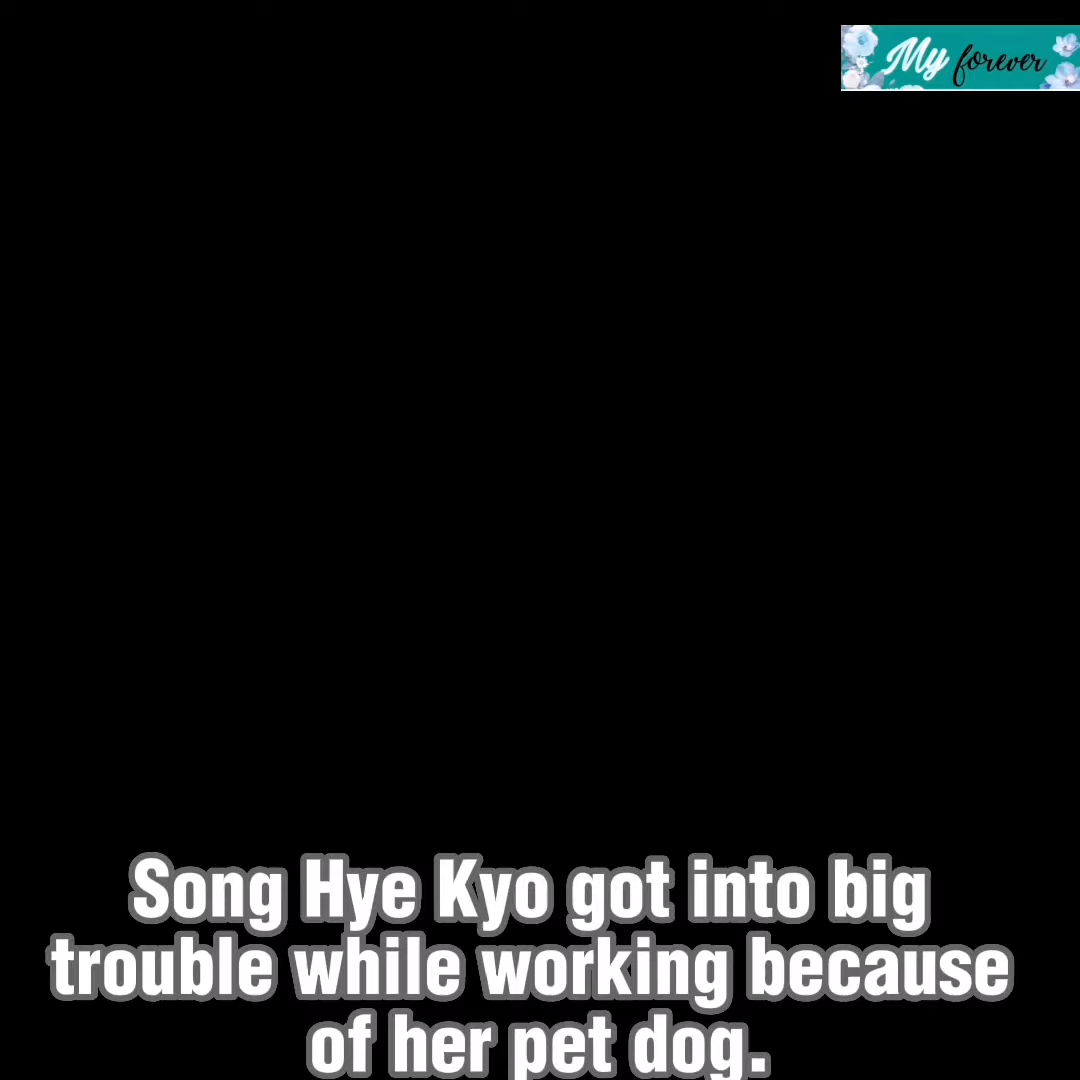 My forever
Song Hye Kyo got into big
trouble while working because
of her pet dog.